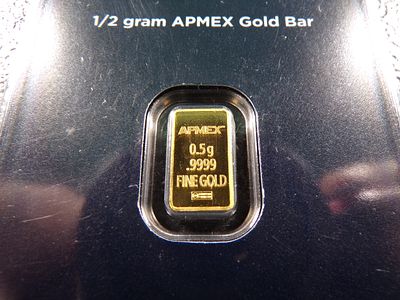 1/2 gram APMEX Gold Bar
APMEX
0.5g
.9999
FINE GOLD